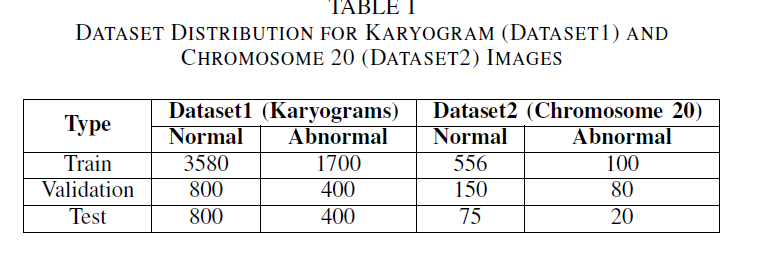 TABLE I
DATASET DISTRIBUTION FOR KARYOGRAM (DATASET1) AND
CHROMOSOME 20 (DATASET2) IMAGES
Type Dataset1 (Karyograms) Dataset2 (Chromosome 20)
Normal Abnormal Normal Abnormal
Train 3580 1700 556 100
Validation 800 400 150 80
Test 800 400 75 20